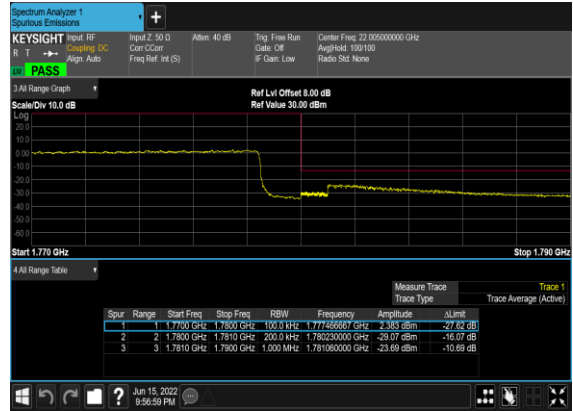 Spectrum Analyzer 1
Spurious Emissions
+
KEYSIGHT Input: RF Input Z: 50 Ω Atten: 40 dB Trig: Free Run Center Freq: 22.005000000 GHz
R T Coupling: DC Corr CCorr Gate: Off Avg|Hold: 100/100
Align: Auto Freq Ref: Int (S) IF Gain: Low Radio Std: None
LW PASS
3 All Range Graph
Ref Lvl Offset 8.00 dB
Scale/Div 10.0 dB Ref Value 30.00 dBm
Log
20.0
10.0
0.00
-10.0
-20.0
-30.0
-40.0
-50.0
-60.0
Start 1.770 GHz Stop 1.790 GHz
4 All Range Table
Measure Trace Trace 1
Trace Type Trace Average (Active)
Spur Range Start Freq Stop Freq RBW Frequency Amplitude ΔLimit
1 1 1.7700 GHz 1.7800 GHz 100.0 kHz 1.777466667 GHz 2.383 dBm -27.62 dB
2 2 1.7800 GHz 1.7810 GHz 200.0 kHz 1.780230000 GHz -29.07 dBm -16.07 dB
3 3 1.7810 GHz 1.7900 GHz 1.000 MHz 1.781060000 GHz -23.69 dBm -10.69 dB
? Jun 15, 2022
9:56:59 PM